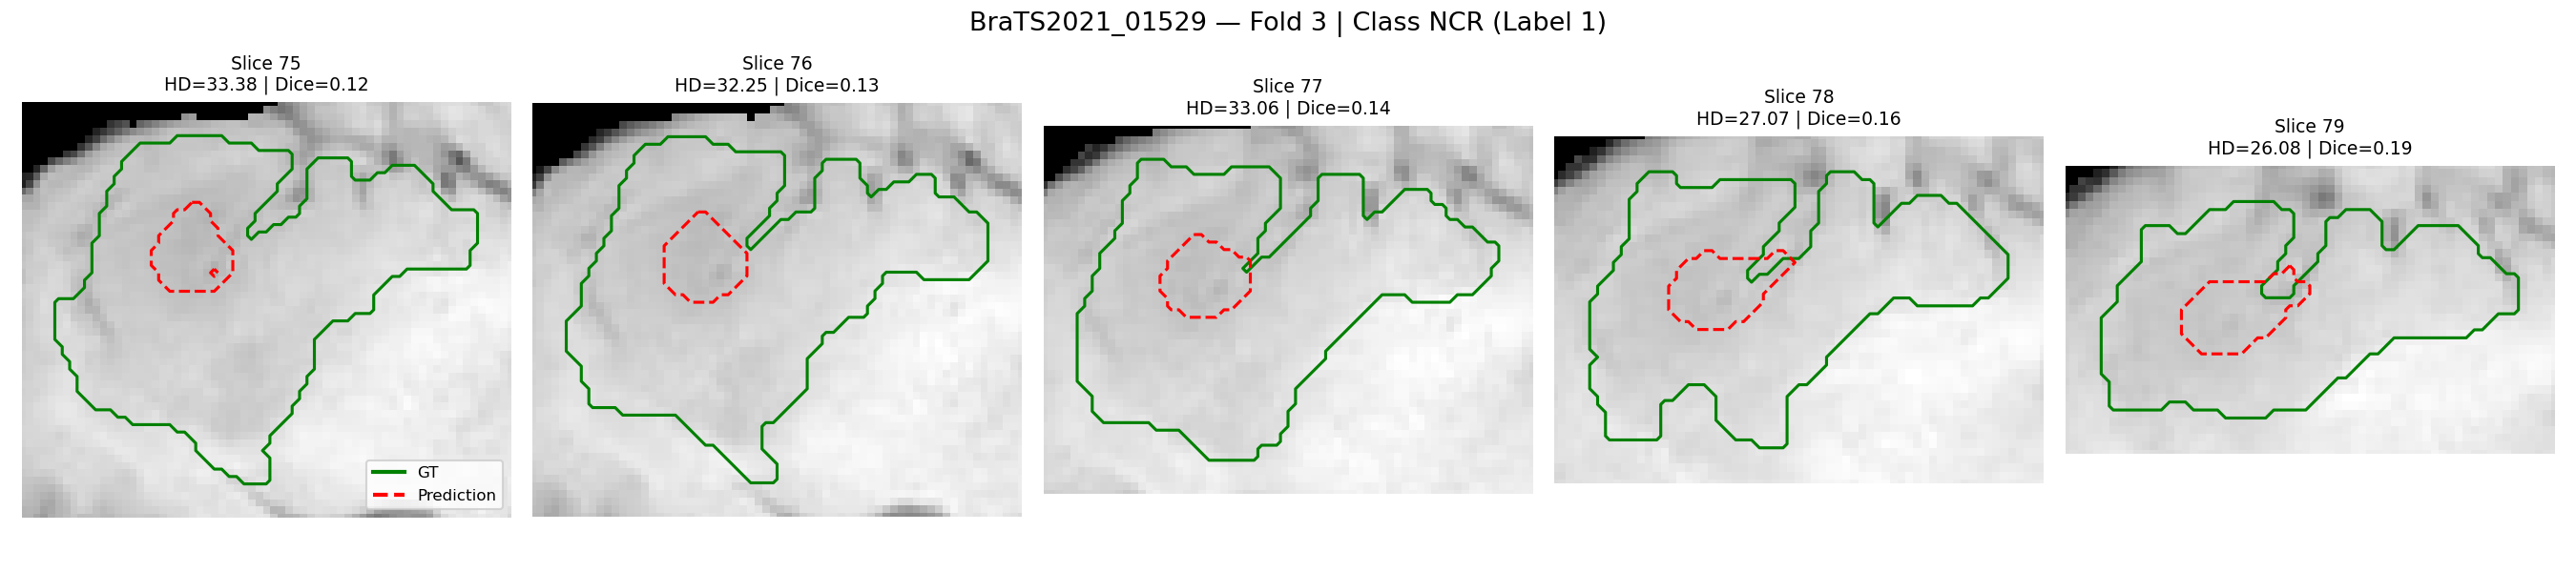 BraTS2021_01529 — Fold 3 | Class NCR (Label 1)
Slice 75
HD=33.38 | Dice=0.12
Slice 76
HD=32.25 | Dice=0.13
Slice 77
HD=33.06 | Dice=0.14
Slice 78
HD=27.07 | Dice=0.16
Slice 79
HD=26.08 | Dice=0.19
GT
Prediction